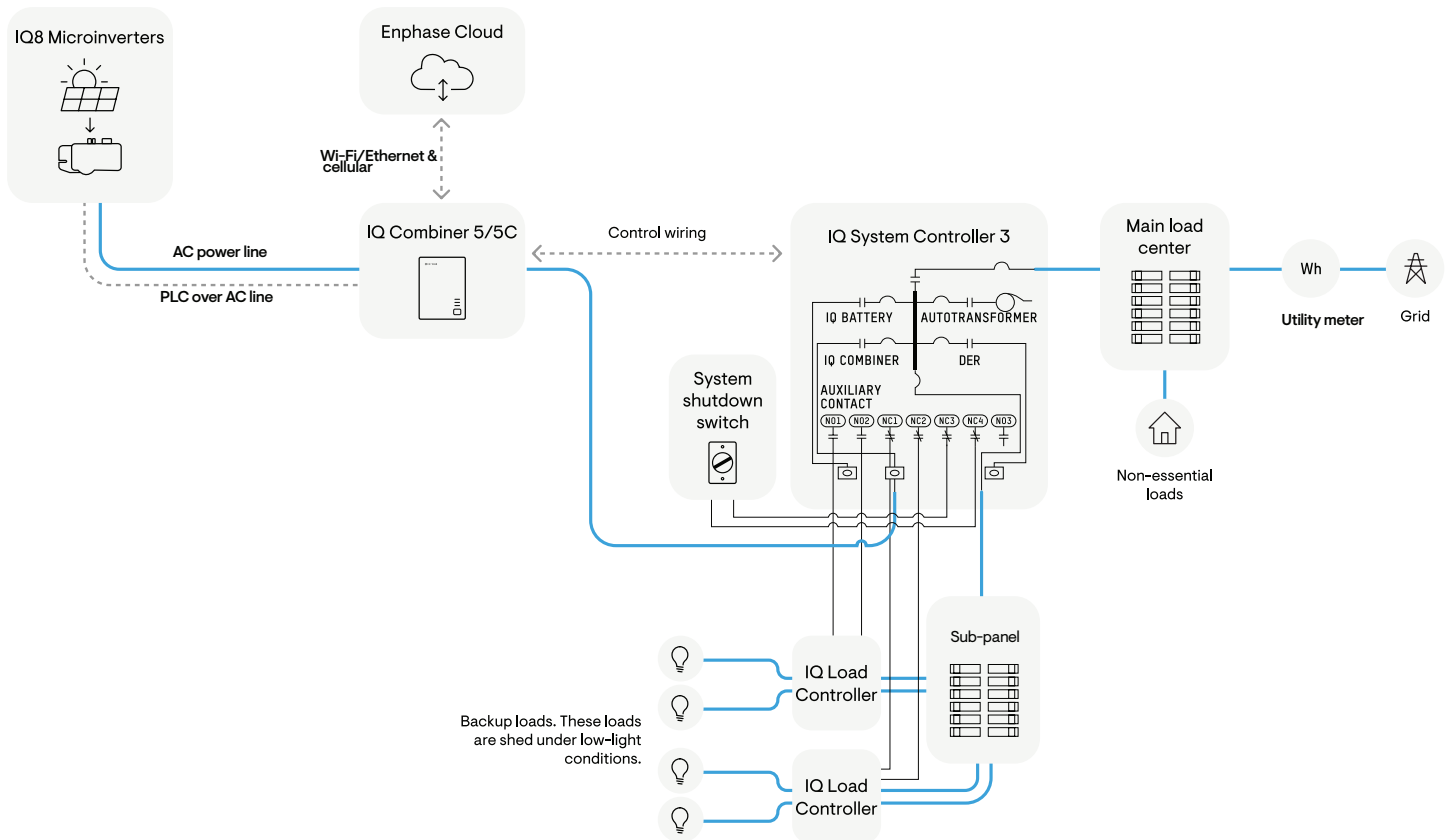 IQ8 Microinverters
Enphase Cloud
Wi-Fi/Ethernet &
cellular
IQ Combiner 5/5C
AC power line
PLC over AC line
Control wiring
IQ System Controller 3
IQ BATTERY
AUTOTRANSFORMER
IQ COMBINER
DER
AUXILIARY
CONTACT
NO1 NO2 NC1 NC2 NC3 NC4 NO3
Main load
center
Wh
Utility meter
Grid
Non-essential
loads
System
shutdown
switch
Sub-panel
IQ Load
Controller
Backup loads. These loads
are shed under low-light
conditions.
IQ Load
Controller